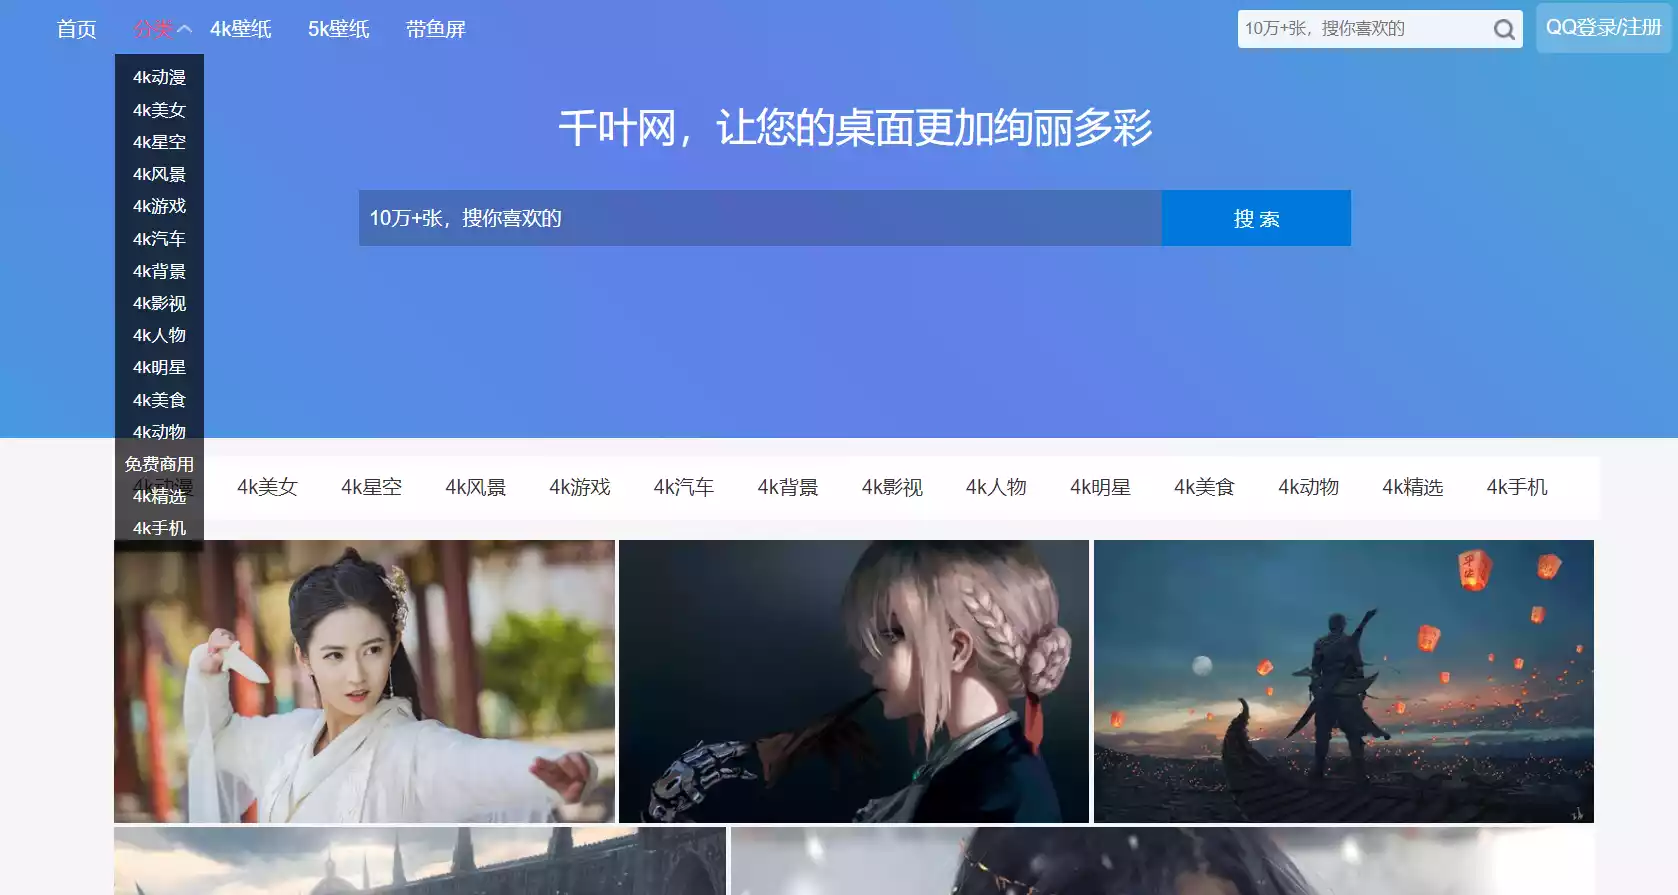 首页 分类 4k壁纸 5k壁纸 带鱼屏 10万+张，搜你喜欢的 QQ登录/注册
千叶网，让您的桌面更加绚丽多彩
10万+张，搜你喜欢的 搜 索
4k动漫
4k美女
4k星空
4k风景
4k游戏
4k汽车
4k背景
4k影视
4k人物
4k明星
4k美食
4k动物
免费商用
4k精选
4k手机
4k动漫 4k美女 4k星空 4k风景 4k游戏 4k汽车 4k背景 4k影视 4k人物 4k明星 4k美食 4k动物 4k精选 4k手机